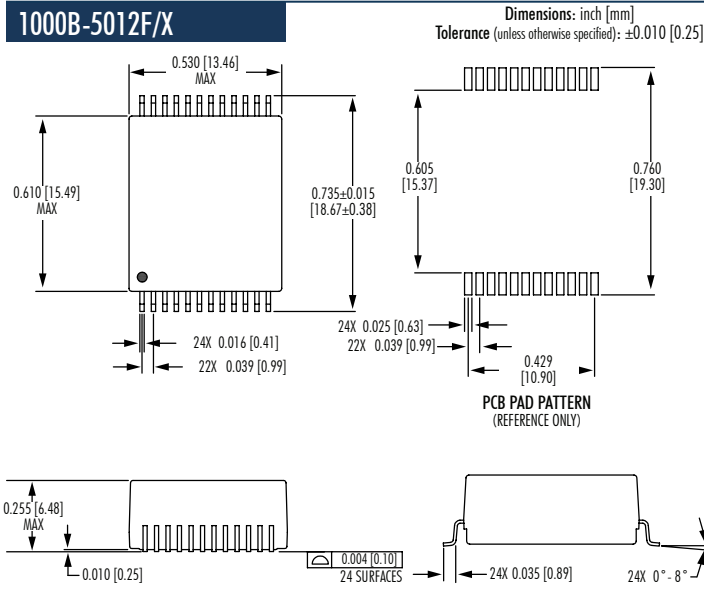 1000B-5012F/X
Dimensions: inch [mm]
Tolerance (unless otherwise specified): ±0.010 [0.25]
0.530 [13.46]
MAX
0.610 [15.49]
MAX
0.735±0.015
[18.67±0.38]
24X 0.016 [0.41]
22X 0.039 [0.99]
0.605
[15.37]
0.760
[19.30]
24X 0.025 [0.63]
22X 0.039 [0.99]
0.429
[10.90]
PCB PAD PATTERN
(REFERENCE ONLY)
0.255 [6.48]
MAX
0.010 [0.25]
0.004 [0.10]
24 SURFACES
24X 0.035 [0.89]
24X 0°- 8°